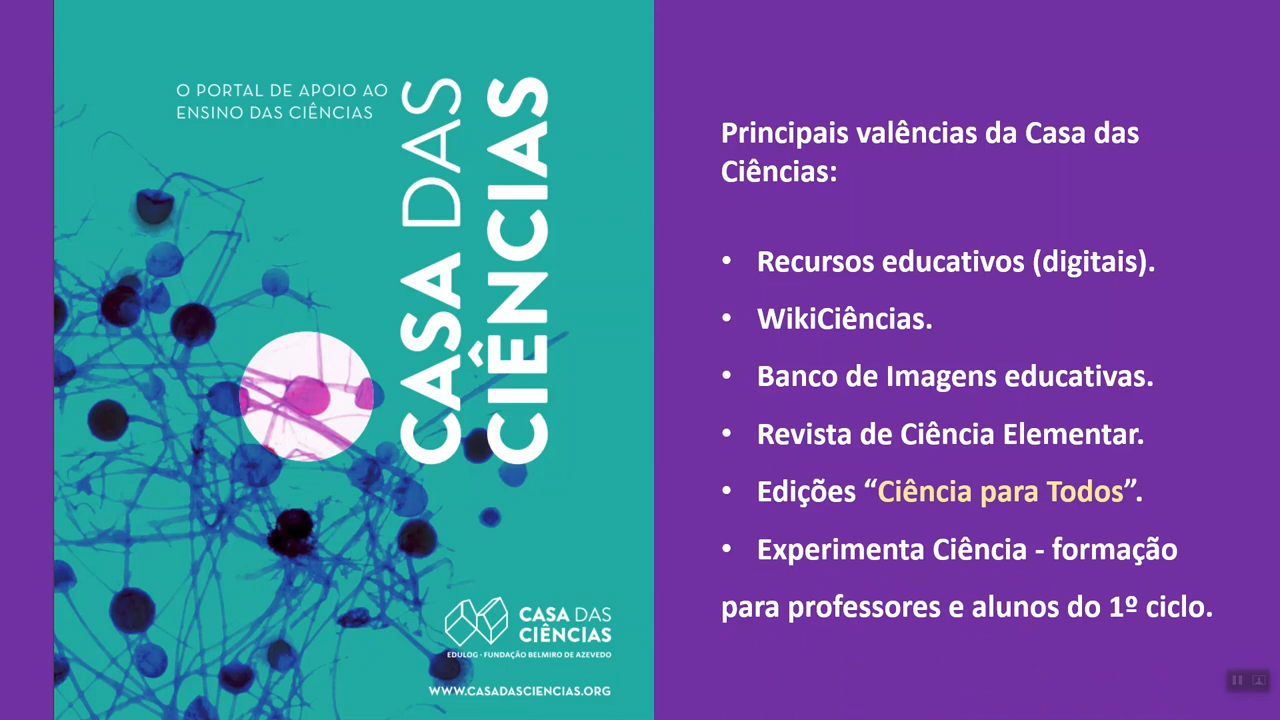 O PORTAL DE APOIO AO
ENSINO DAS CIÊNCIAS
CASA DAS
CIÊNCIAS
CASA DAS
CIÊNCIAS
EDULOG - FUNDAÇÃO BELMIRO DE AZEVEDO
WWW.CASADASCIENCIAS.ORG
Principais valências da Casa das
Ciências:
• Recursos educativos (digitais).
• WikiCiências.
• Banco de Imagens educativas.
• Revista de Ciência Elementar.
• Edições “Ciência para Todos”.
• Experimenta Ciência - formação
para professores e alunos do 1º ciclo.